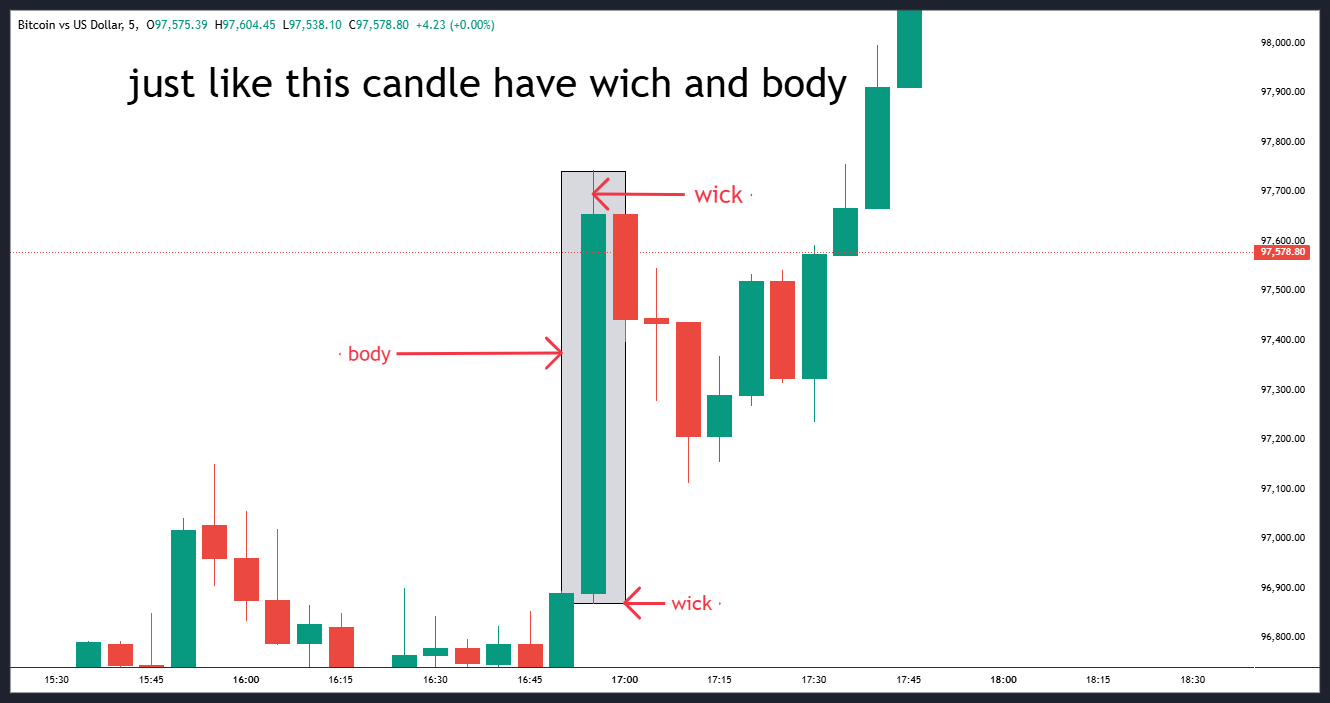 Bitcoin vs US Dollar, 5, O97,575.39 H97,604.45 L97,538.10 C97,578.80 +4.23 (+0.00%)
just like this candle have wich and body
wick
body
wick
98,000.00
97,900.00
97,800.00
97,700.00
97,600.00
97,578.80
97,500.00
97,400.00
97,300.00
97,200.00
97,100.00
97,000.00
96,900.00
96,800.00
15:30 15:45 16:00 16:15 16:30 16:45 17:00 17:15 17:30 17:45 18:00 18:15 18:30